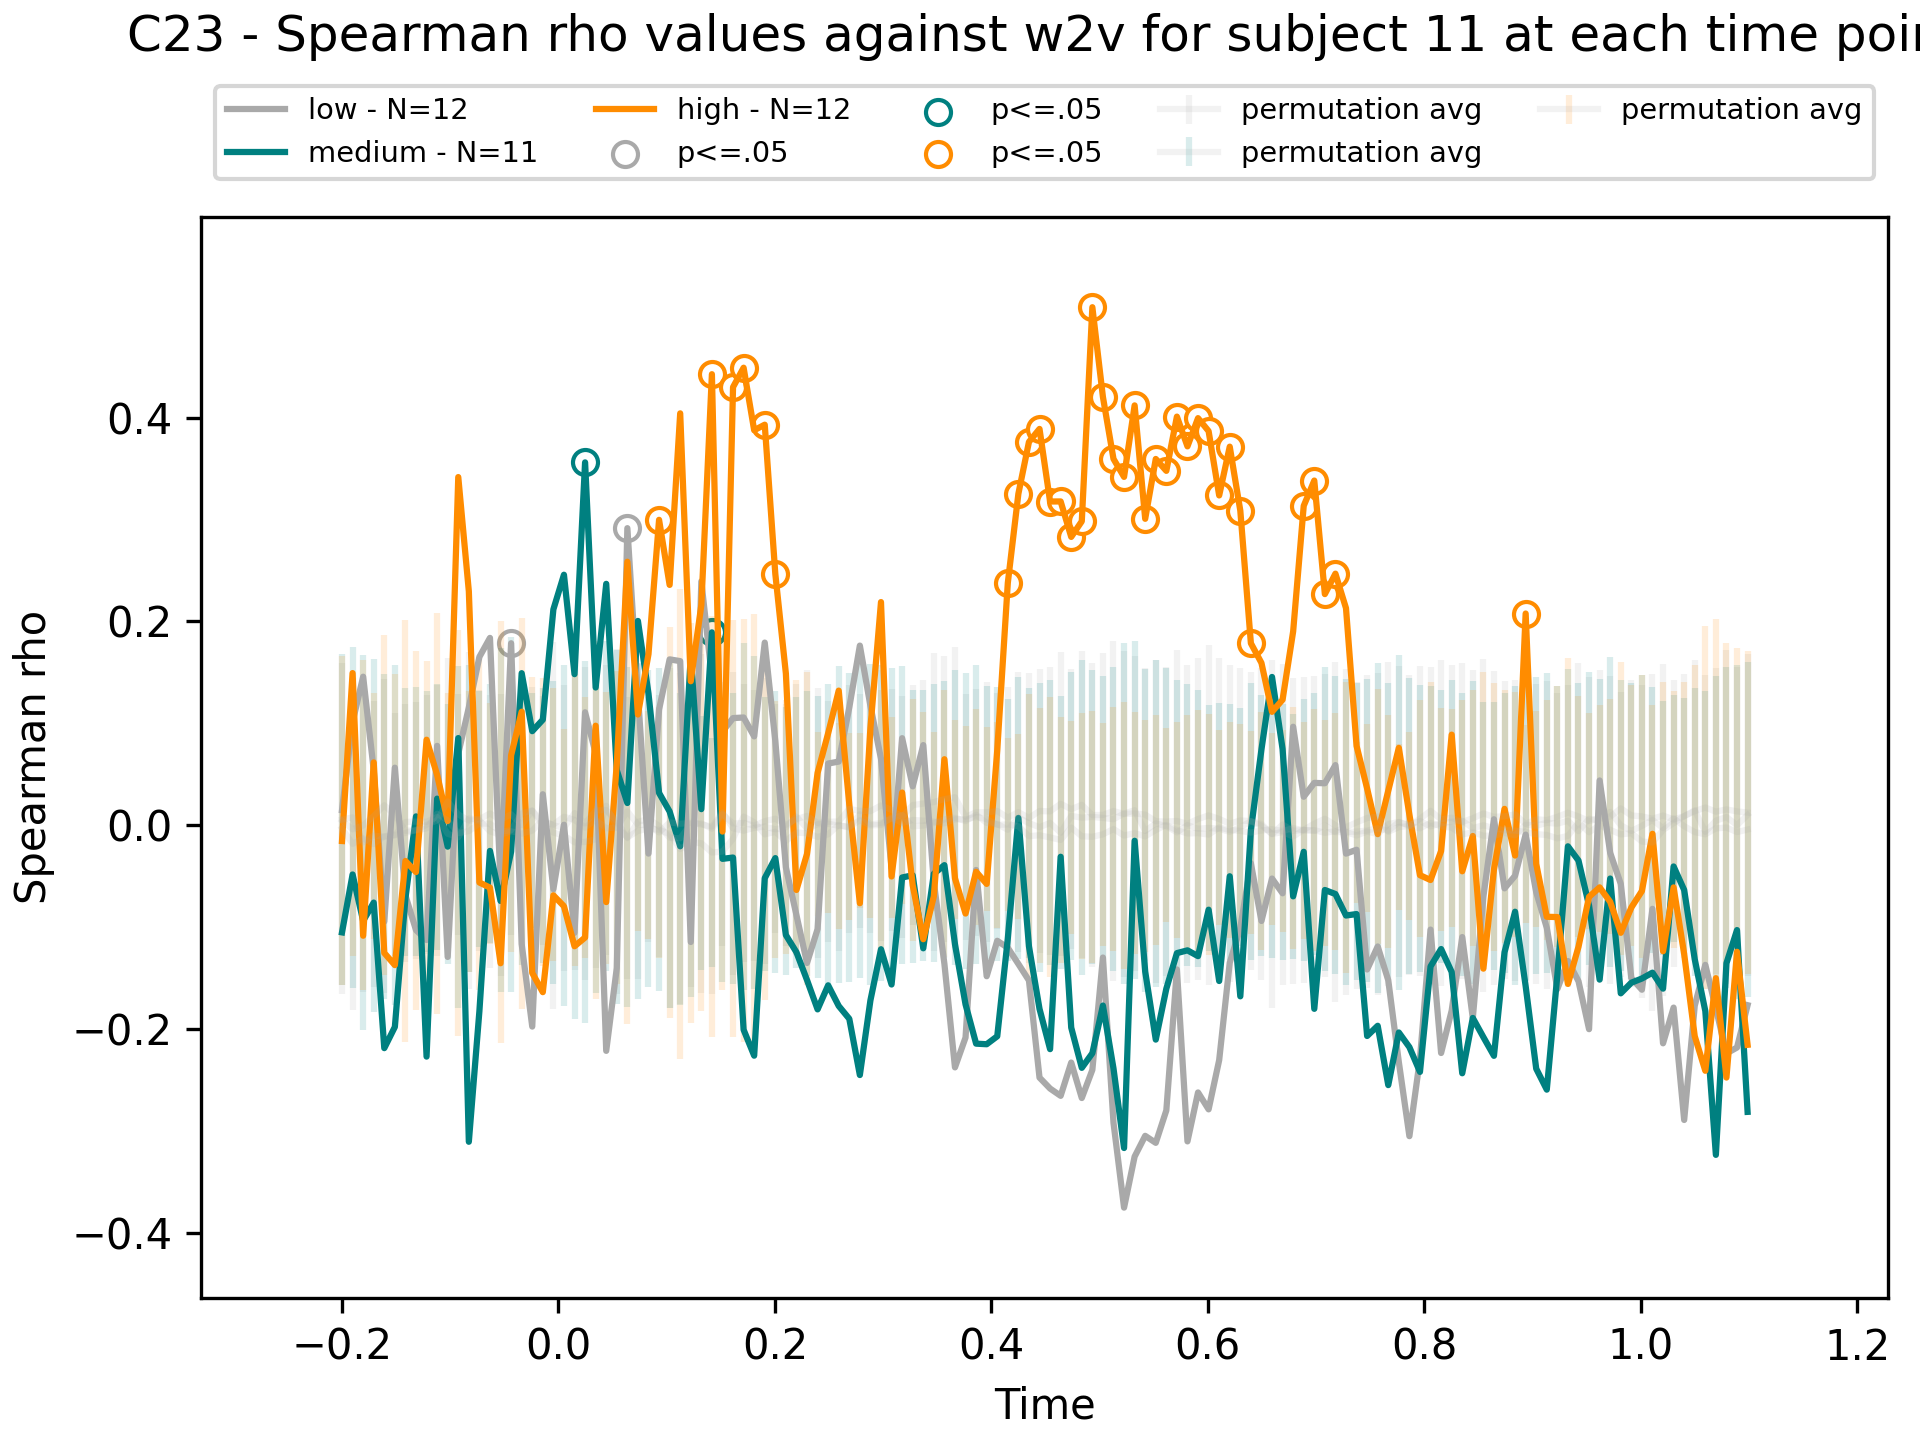 C23 - Spearman rho values against w2v for subject 11 at each time poi
low - N=12
medium - N=11
high - N=12
p<=.05
p<=.05
p<=.05
permutation avg
permutation avg
permutation avg
Spearman rho
0.4
0.2
0.0
−0.2
−0.4
−0.2
0.0
0.2
0.4
0.6
0.8
1.0
1.2
Time